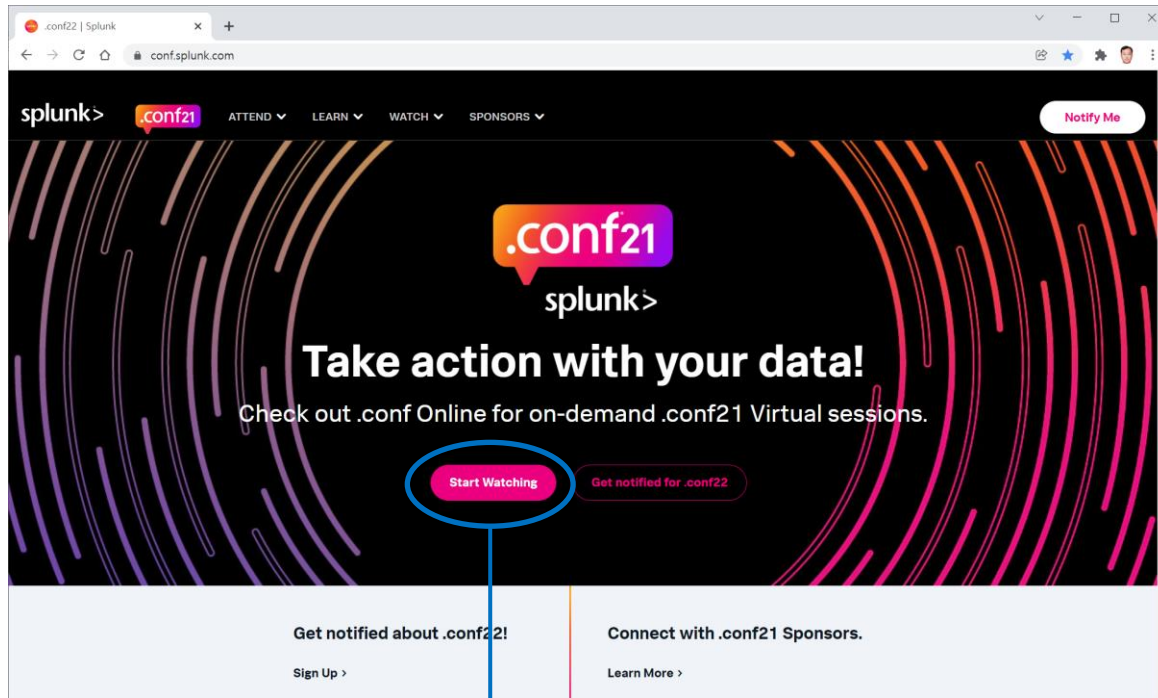 .conf22 | Splunk
conf.splunk.com
splunk> .conf21 ATTEND LEARN WATCH SPONSORS Notify Me
.conf21
splunk>
Take action with your data!
Check out .conf Online for on-demand .conf21 Virtual sessions.
Start Watching Get notified for .conf22
Get notified about .conf22! Connect with .conf21 Sponsors.
Sign Up > Learn More >